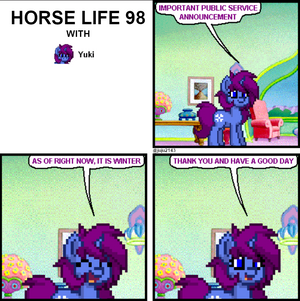 HORSE LIFE 98
WITH
Yuki
IMPORTANT PUBLIC SERVICE
ANNOUNCEMENT
AS OF RIGHT NOW, IT IS WINTER
THANK YOU AND HAVE A GOOD DAY